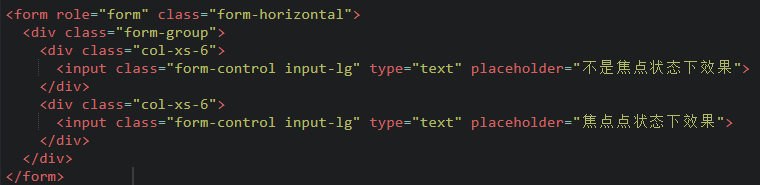 <form role="form" class="form-horizontal">
<div class="form-group">
<div class="col-xs-6">
<input class="form-control input-lg" type="text" placeholder="不是焦点状态下效果">
</div>
<div class="col-xs-6">
<input class="form-control input-lg" type="text" placeholder="焦点点状态下效果">
</div>
</div>
</form>